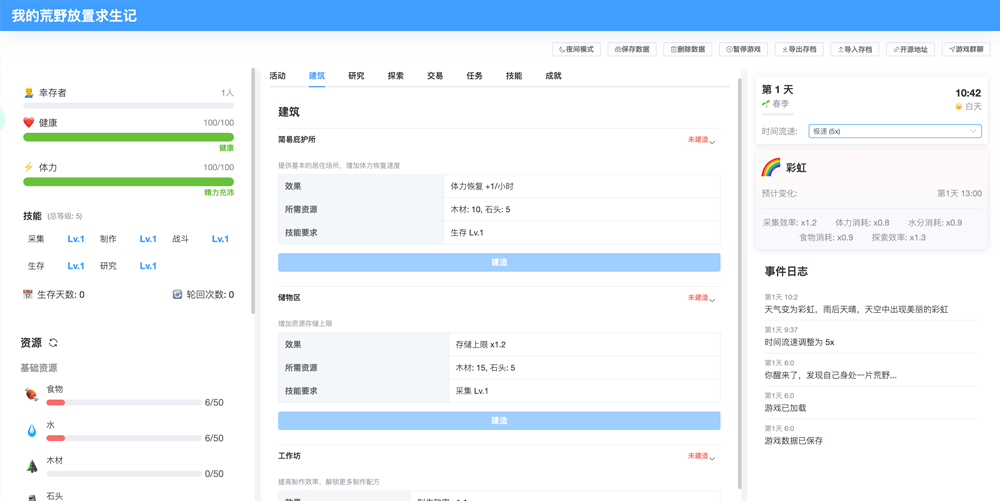 我的荒野放置求生记
夜间模式
保存数据
删除数据
暂停游戏
导出存档
导入存档
开源地址
游戏群聊
幸存者 1人
健康 100/100
健康
体力 100/100
精力充沛
技能 (总等级: 5)
采集 Lv.1 制作 Lv.1 战斗 Lv.1
生存 Lv.1 研究 Lv.1
生存天数: 0 轮回次数: 0
资源
基础资源
食物
6/50
水
6/50
木材
0/50
石头
活动 建筑 研究 探索 交易 任务 技能 成就
建筑
简易庇护所 未建造
提供基本的居住场所，增加体力恢复速度
效果 体力恢复 +1/小时
所需资源 木材: 10, 石头: 5
技能要求 生存 Lv.1
建造
储物区 未建造
增加资源存储上限
效果 存储上限 x1.2
所需资源 木材: 15, 石头: 5
技能要求 采集 Lv.1
建造
工作坊 未建造
提高制作效率，解锁更多制作配方
第 1 天 10:42
春季 白天
时间流速: 极速 (5x)
彩虹
预计变化: 第1天 13:00
采集效率: x1.2 体力消耗: x0.8 水分消耗: x0.9
食物消耗: x0.9 探索效率: x1.3
事件日志
第1天 10:2
天气变为彩虹，雨后天晴，天空中出现美丽的彩虹
第1天 9:37
时间流速调整为 5x
第1天 6:0
你醒来了，发现自己身处一片荒野...
第1天 6:0
游戏已加载
第1天 6:0
游戏数据已保存